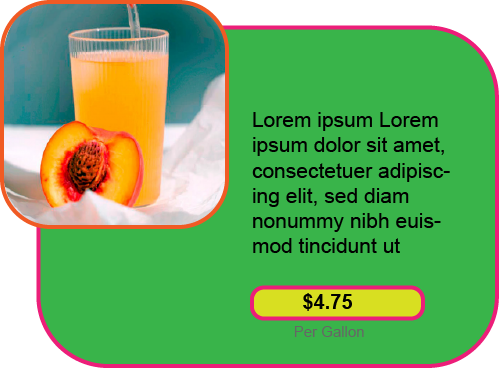 Lorem ipsum Lorem
ipsum dolor sit amet,
consectetuer adipisc-
ing elit, sed diam
nonummy nibh euis-
mod tincidunt ut
$4.75
Per Gallon